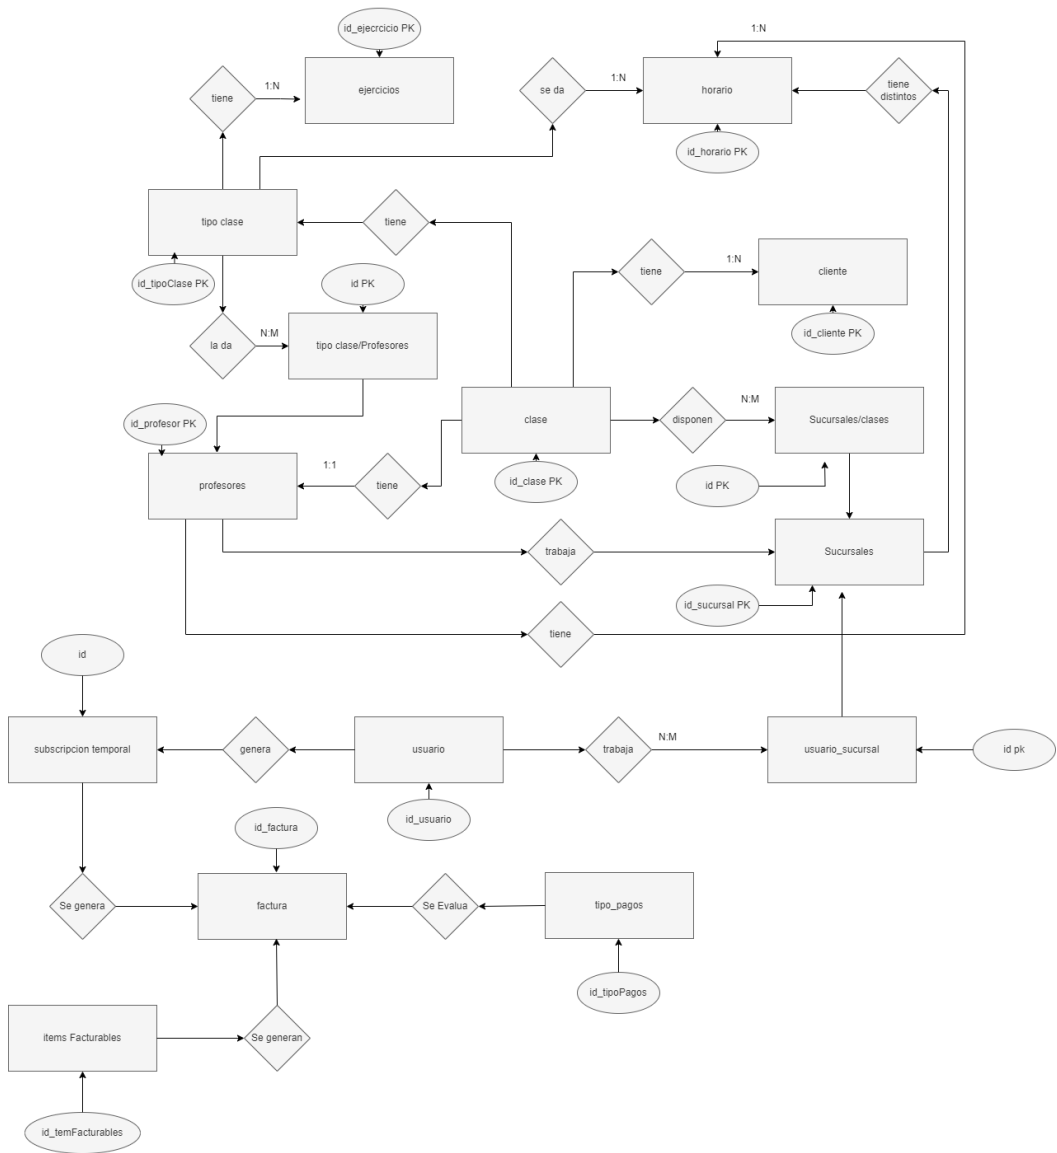 id_ejecrcicio PK
1:N
tiene
1:N
ejercicios
se da
1:N
horario
tiene
distintos
id_horario PK
tipo clase
tiene
id_tipoClase PK
id PK
tiene
1:N
cliente
id_cliente PK
la da
N:M
tipo clase/Profesores
id_profesor PK
clase
disponen
N:M
Sucursales/clases
1:1
profesores
tiene
id_clase PK
id PK
trabaja
Sucursales
id_sucursal PK
tiene
id
subscripcion temporal
genera
usuario
trabaja
N:M
usuario_sucursal
id pk
id_usuario
id_factura
Se genera
factura
Se Evalua
tipo_pagos
id_tipoPagos
items Facturables
Se generan
id_temFacturables